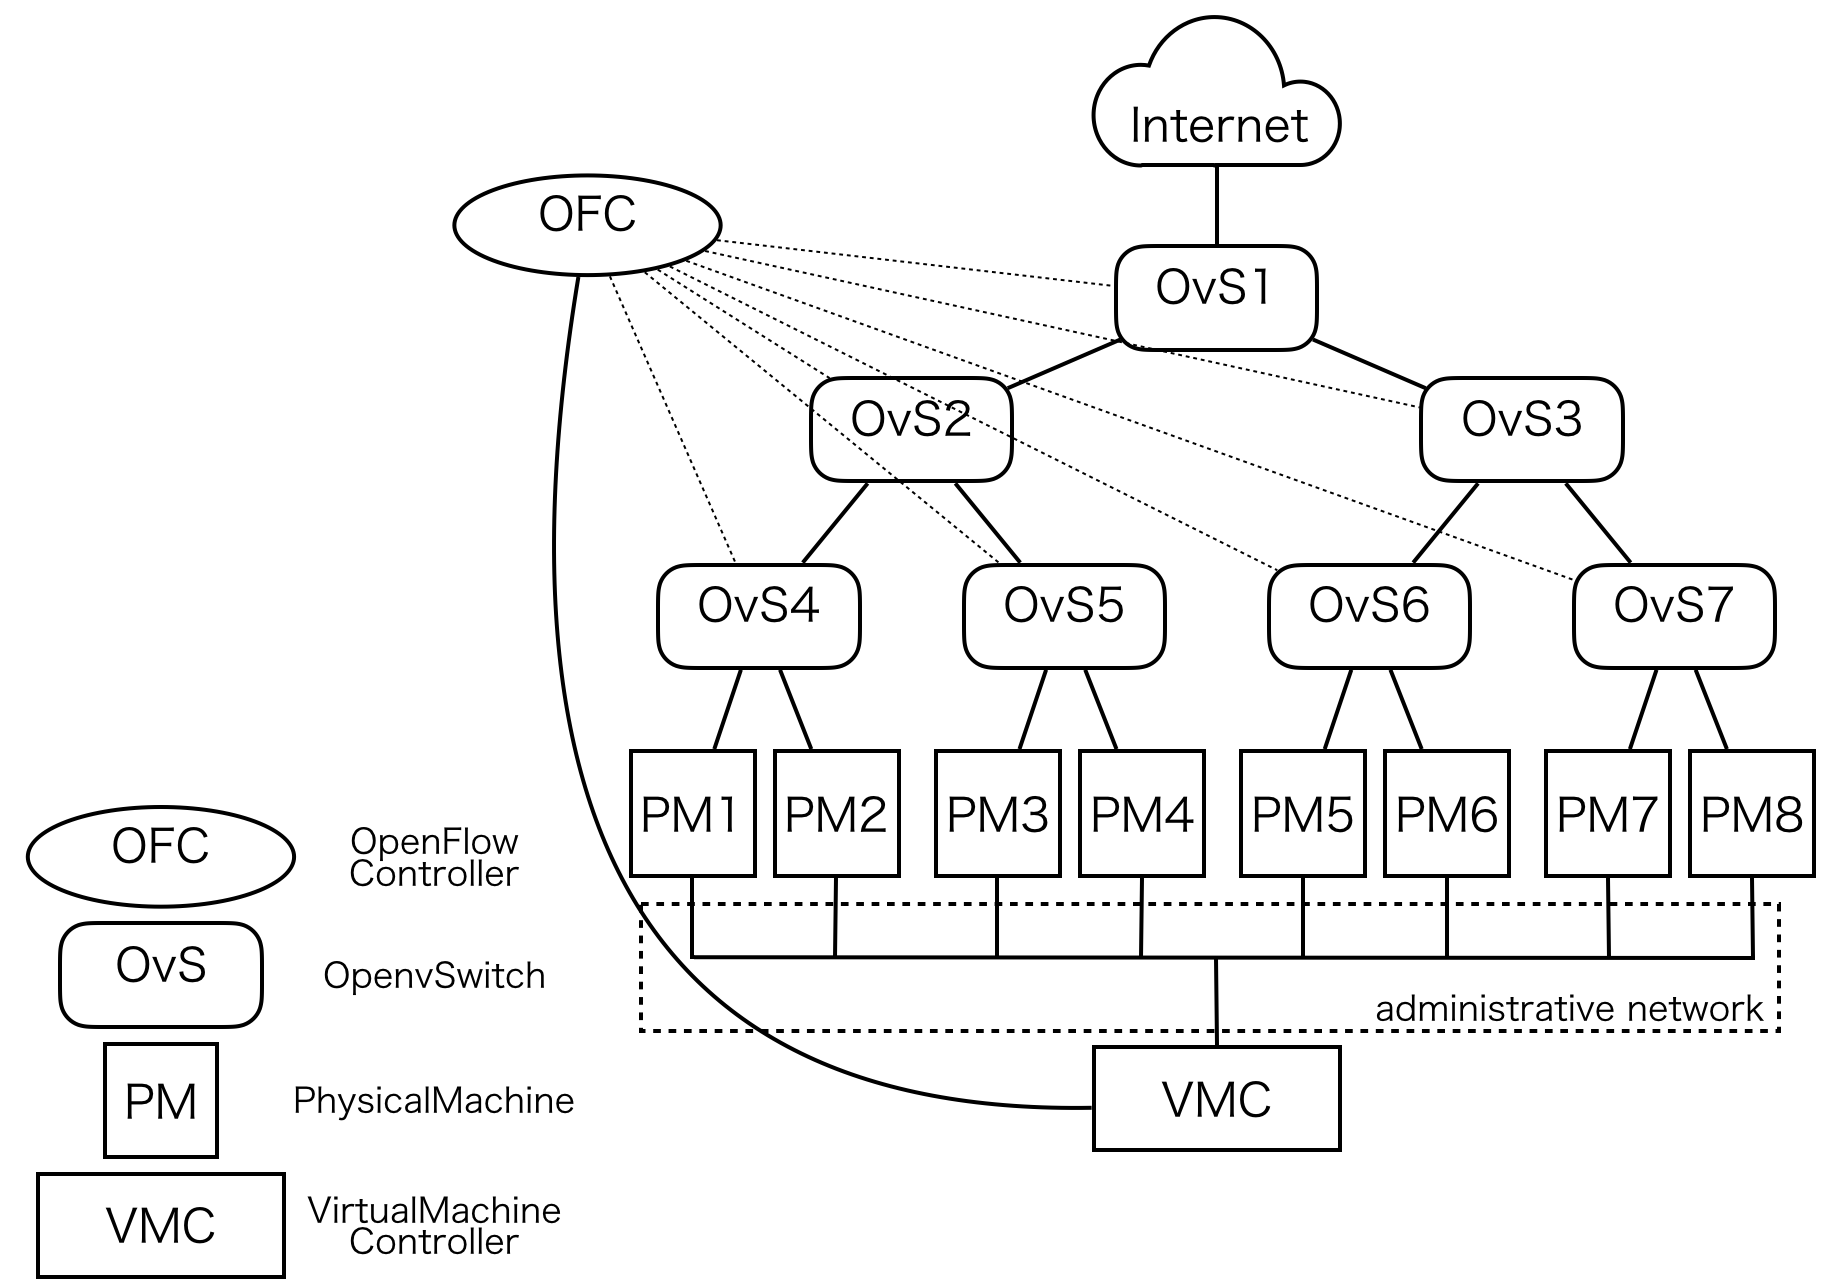 Internet
OFC
OvS1
OvS2
OvS3
OvS4
OvS5
OvS6
OvS7
PM1
PM2
PM3
PM4
PM5
PM6
PM7
PM8
administrative network
VMC
OFC
OpenFlow
Controller
OvS
OpenvSwitch
PM
PhysicalMachine
VMC
VirtualMachine
Controller